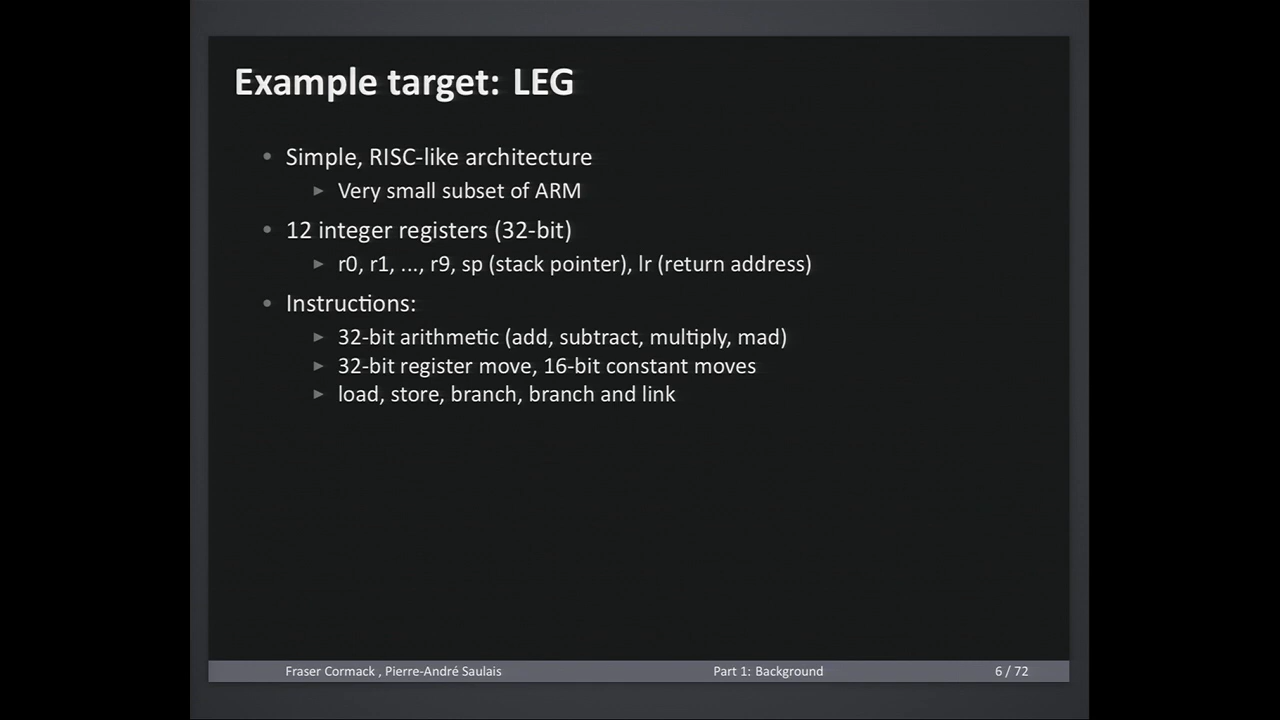 Example target: LEG
• Simple, RISC-like architecture
▶ Very small subset of ARM
• 12 integer registers (32-bit)
▶ r0, r1, ..., r9, sp (stack pointer), lr (return address)
• Instructions:
▶ 32-bit arithmetic (add, subtract, multiply, mad)
▶ 32-bit register move, 16-bit constant moves
▶ load, store, branch, branch and link
Fraser Cormack , Pierre-André Saulais Part 1: Background 6 / 72